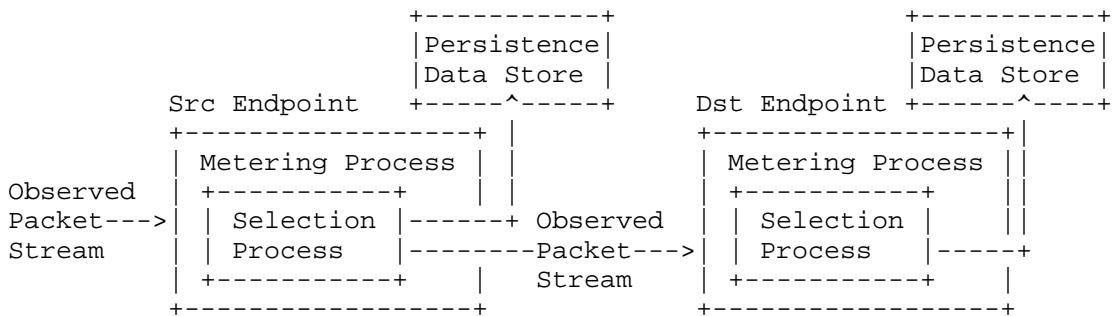 +-----------+                  +-----------+
|Persistence|                  |Persistence|
|Data Store |                  |Data Store |
Src Endpoint   +-----^-----+    Dst Endpoint +------^----+
+------------------+ |          +------------------+|
| Metering Process | |          | Metering Process ||
Observed  | +-----------+    | |          | +-----------+    ||
Packet--->| | Selection |------+ Observed | | Selection |    ||
Stream    | | Process   |--------Packet--->| | Process   |-----+
| +-----------+    |   Stream   | +-----------+    |
+------------------+            +------------------+